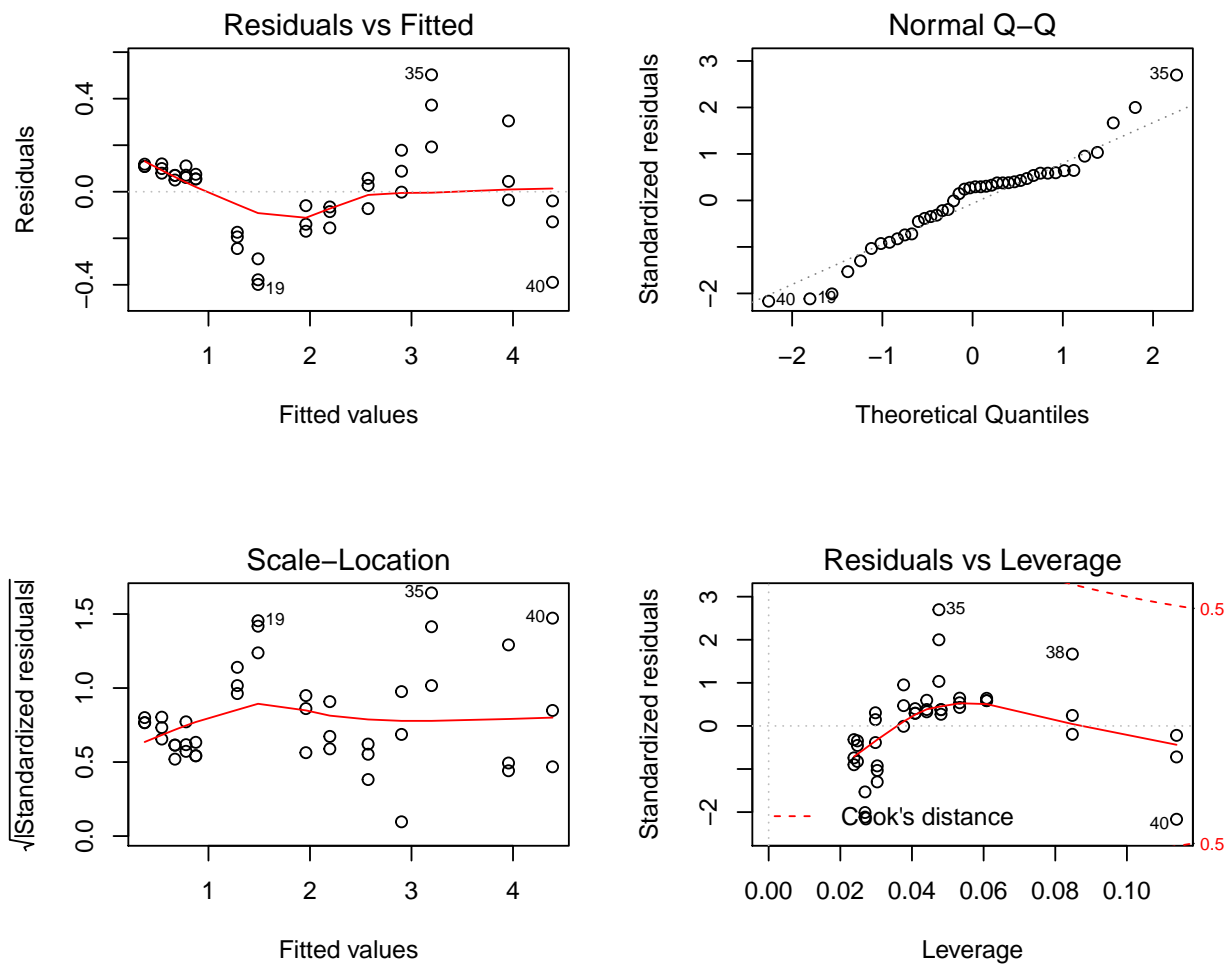 Residuals vs Fitted
Residuals
0.4
0.0
−0.4
35
19
40
1 2 3 4
Fitted values
Normal Q−Q
Standardized residuals
3
2
1
0
−2
35
40
19
−2 −1 0 1 2
Theoretical Quantiles
Scale−Location
√|Standardized residuals|
1.5
1.0
0.5
0.0
19
35
40
1 2 3 4
Fitted values
Residuals vs Leverage
Standardized residuals
3
2
1
0
−2
35
38
40
0.5
0.5
Cook's distance
0.00 0.02 0.04 0.06 0.10
Leverage